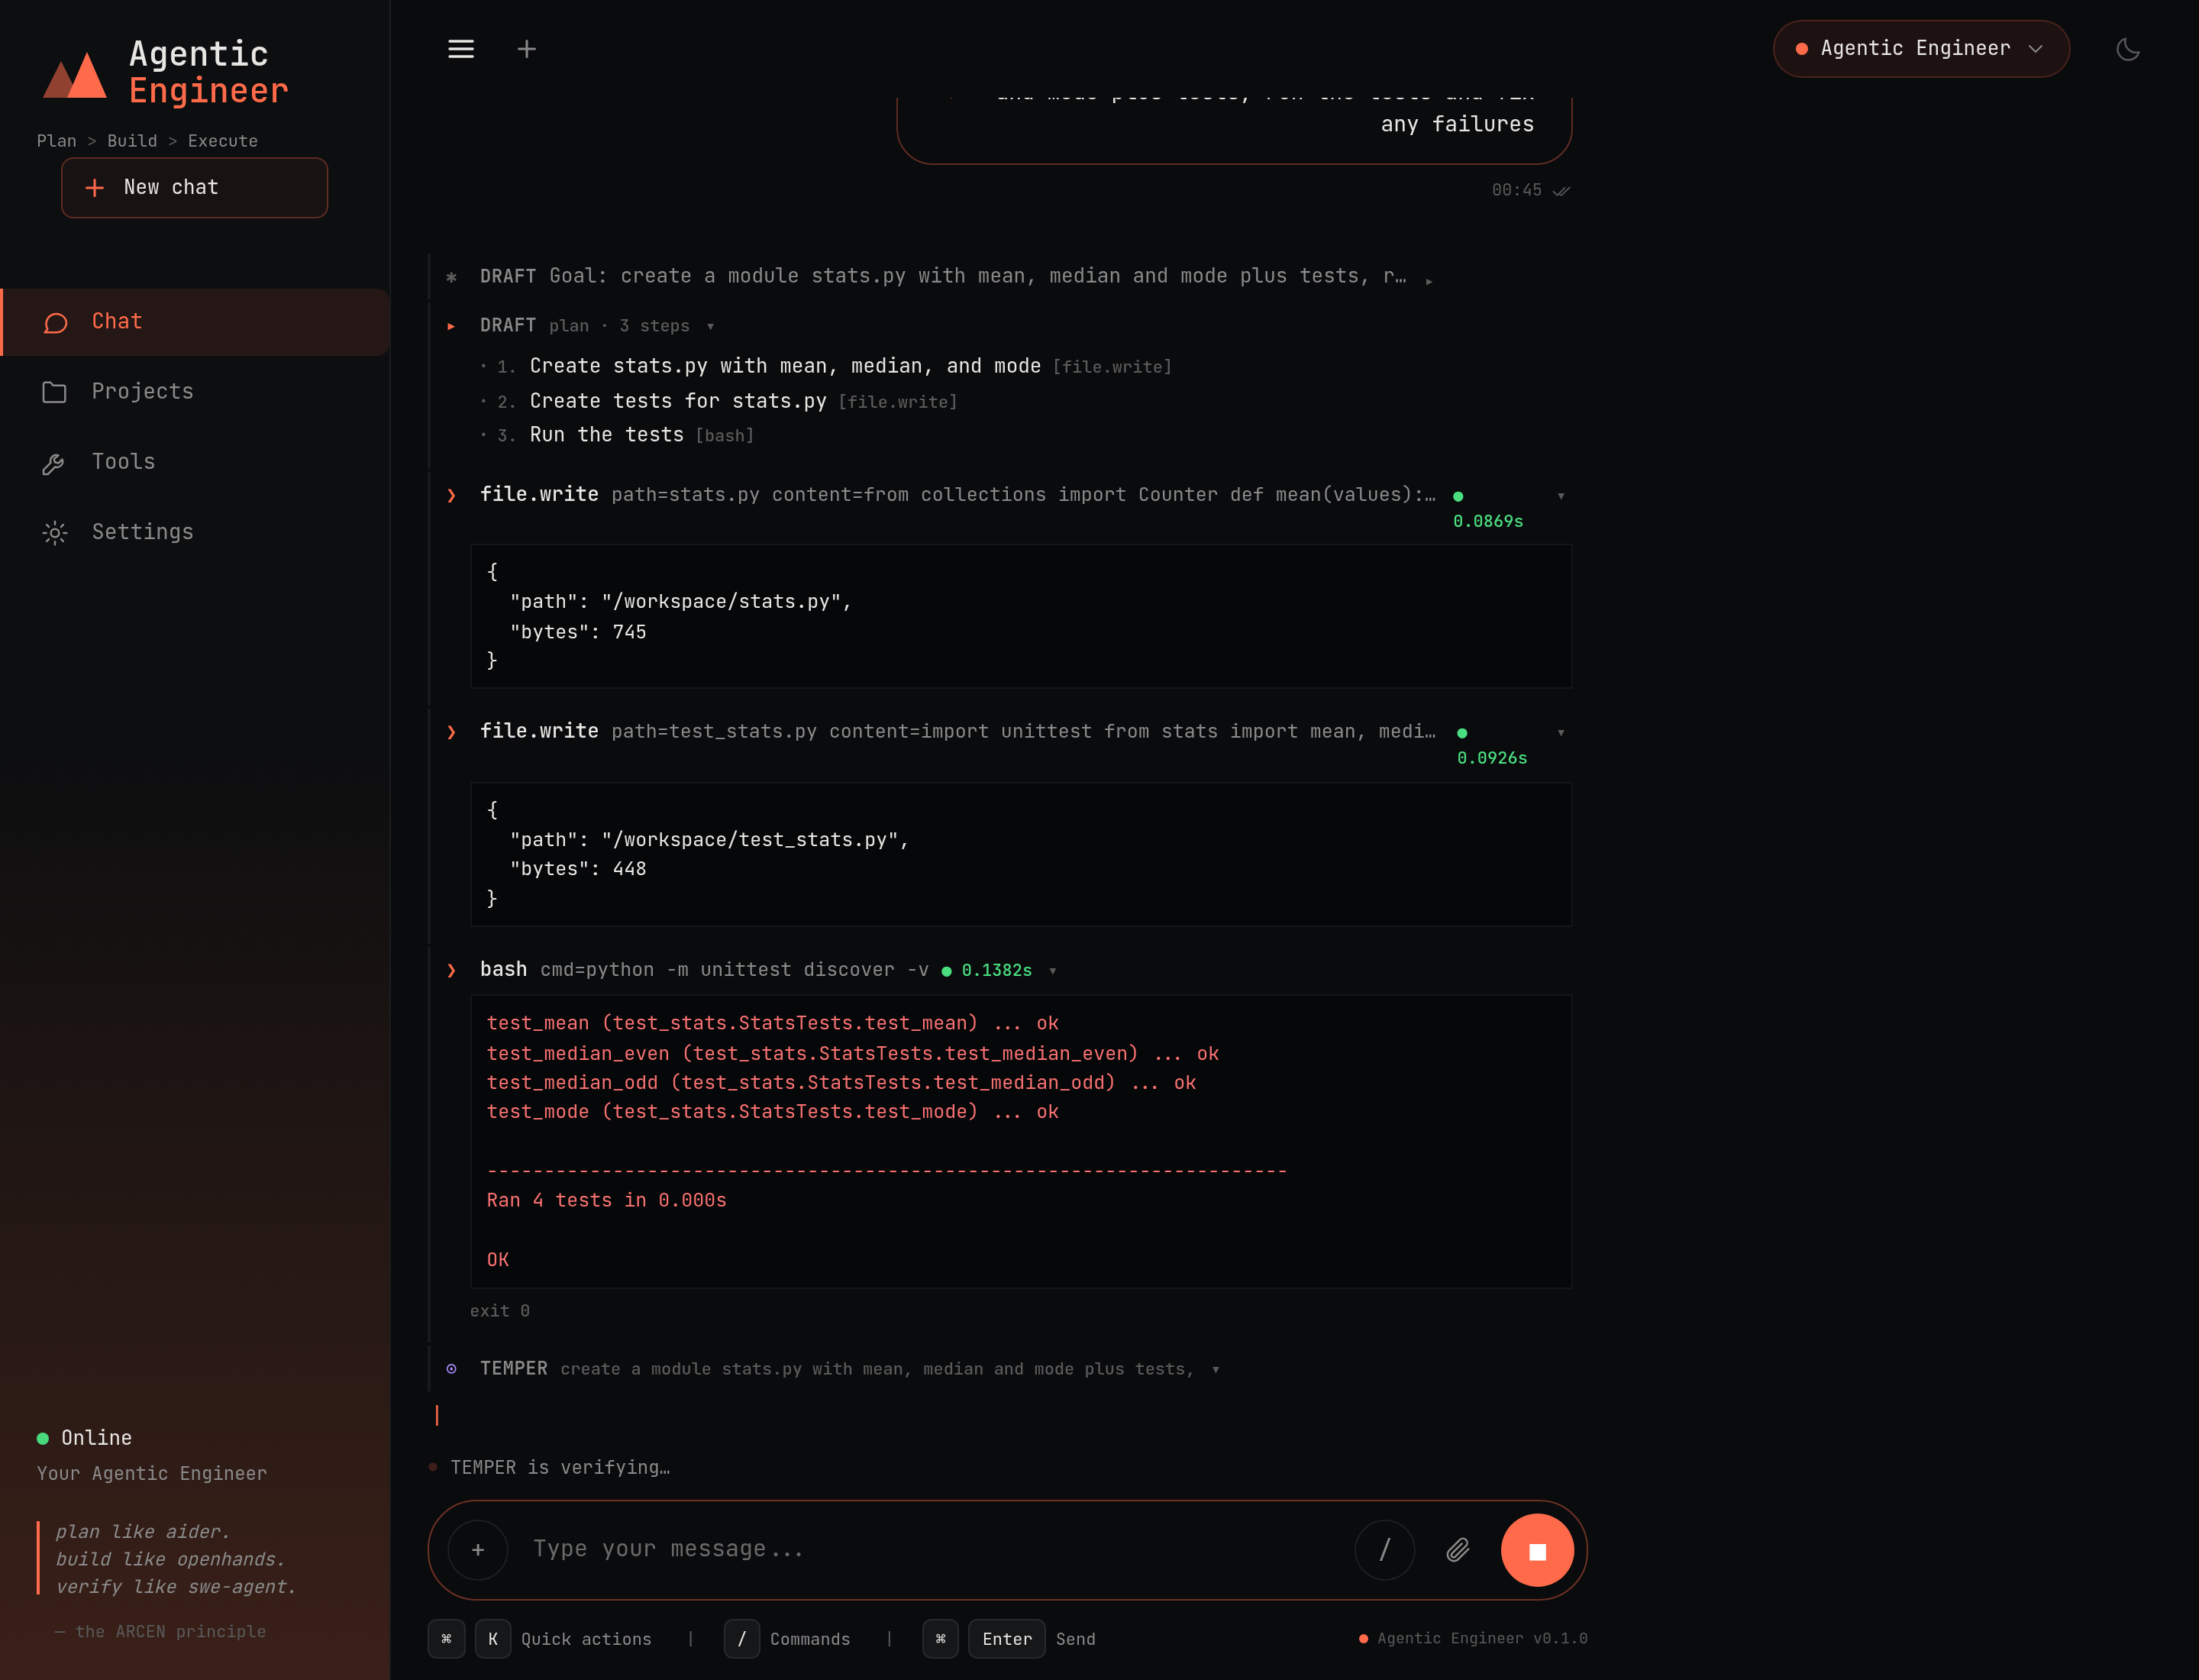 Agentic
Engineer
Plan > Build > Execute
+ New chat
Chat
Projects
Tools
Settings
Online
Your Agentic Engineer
plan like aider.
build like openhands.
verify like swe-agent.
— the ARCEN principle
Agentic Engineer
any failures
00:45
DRAFT Goal: create a module stats.py with mean, median and mode plus tests, r…
DRAFT plan · 3 steps
1. Create stats.py with mean, median, and mode [file.write]
2. Create tests for stats.py [file.write]
3. Run the tests [bash]
file.write path=stats.py content=from collections import Counter def mean(values):…
0.0869s
{
"path": "/workspace/stats.py",
"bytes": 745
}
file.write path=test_stats.py content=import unittest from stats import mean, medi…
0.0926s
{
"path": "/workspace/test_stats.py",
"bytes": 448
}
bash cmd=python -m unittest discover -v ● 0.1382s
test_mean (test_stats.StatsTests.test_mean) ... ok
test_median_even (test_stats.StatsTests.test_median_even) ... ok
test_median_odd (test_stats.StatsTests.test_median_odd) ... ok
test_mode (test_stats.StatsTests.test_mode) ... ok
----------------------------------------------------------------------
Ran 4 tests in 0.000s
OK
exit 0
TEMPER create a module stats.py with mean, median and mode plus tests,
TEMPER is verifying…
+ Type your message... /
⌘ K Quick actions | / Commands | ⌘ Enter Send
Agentic Engineer v0.1.0